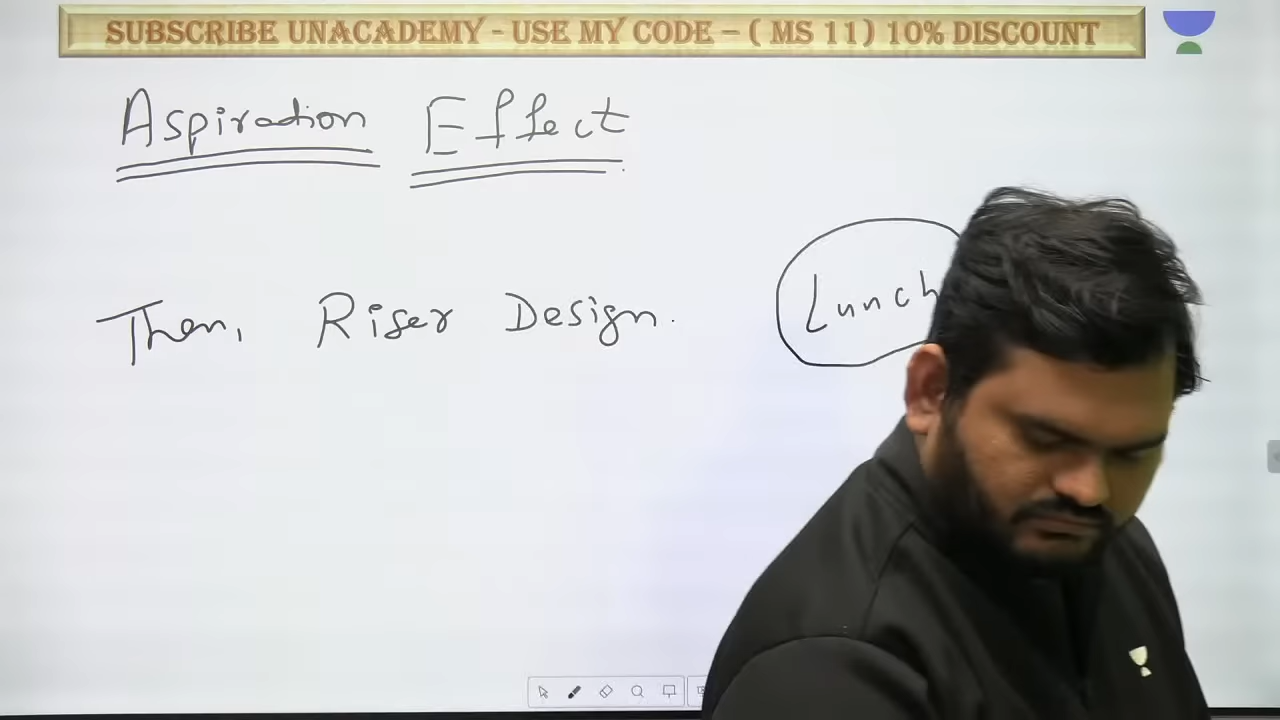 SUBSCRIBE UNACADEMY - USE MY CODE – ( MS 11) 10% DISCOUNT
Aspiration Effect
Then, Riser Design.
Lunch